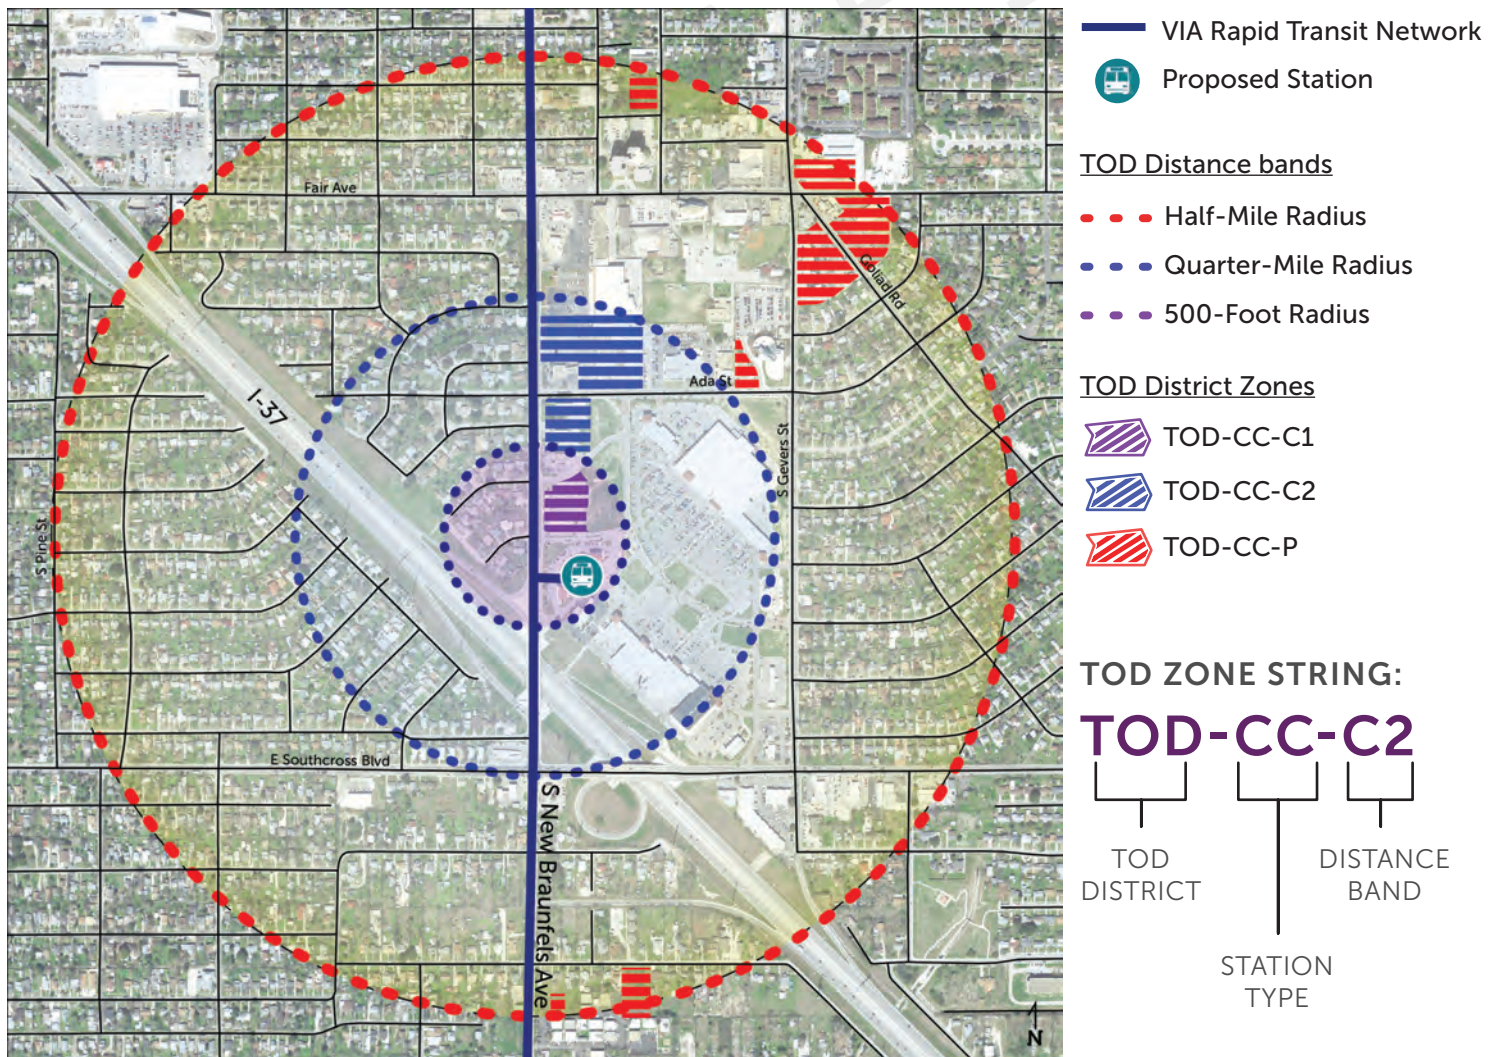 Fair Ave
Goliad Rd
Ada St
I-37
S Gevers St
S Pine St
E Southcross Blvd
S New Braunfels Ave
N
VIA Rapid Transit Network
Proposed Station
TOD Distance bands
Half-Mile Radius
Quarter-Mile Radius
500-Foot Radius
TOD District Zones
TOD-CC-C1
TOD-CC-C2
TOD-CC-P
TOD ZONE STRING:
TOD-CC-C2
TOD
DISTRICT
DISTANCE
BAND
STATION
TYPE